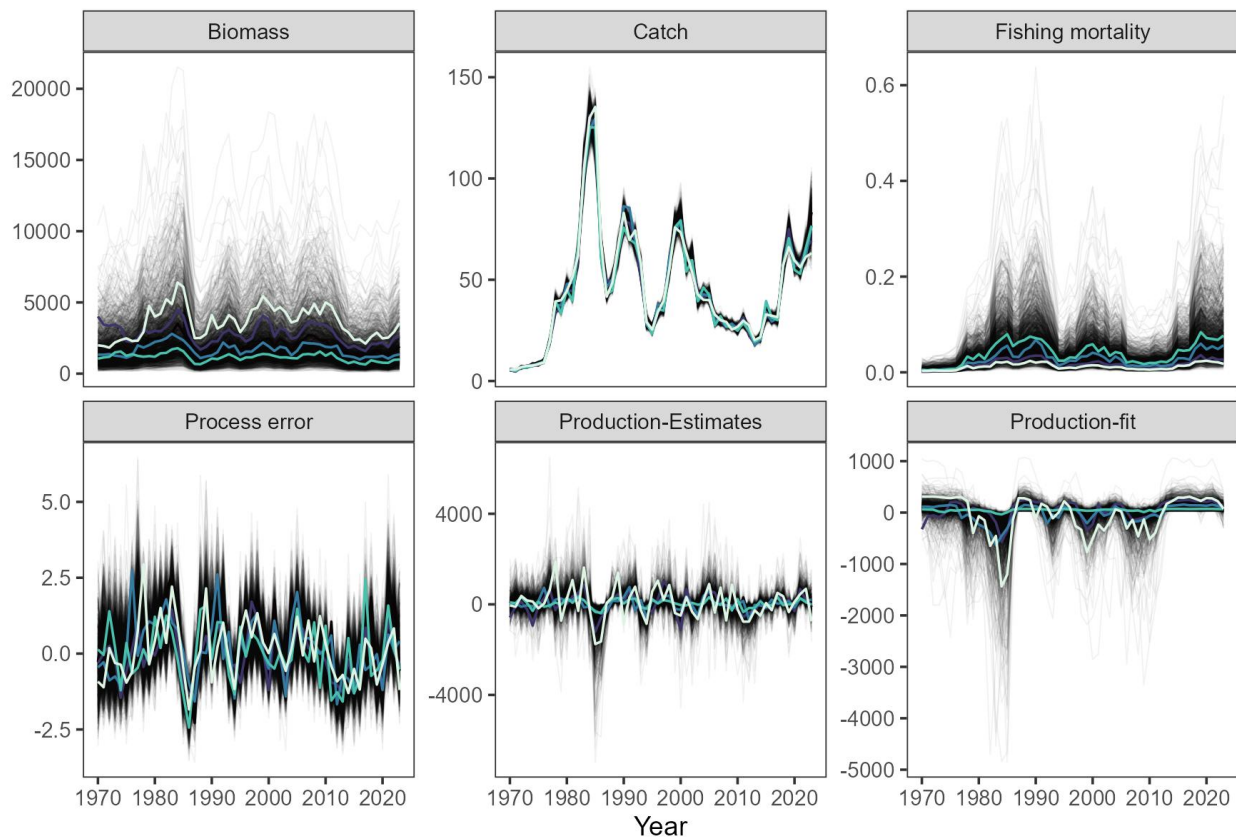 Biomass
20000
15000
10000
5000
0
Catch
150
100
50
0
Fishing mortality
0.6
0.4
0.2
0.0
Process error
5.0
2.5
0.0
-2.5
1970 1980 1990 2000 2010 2020
Production-Estimates
4000
0
-4000
1970 1980 1990 2000 2010 2020
Production-fit
1000
0
-1000
-2000
-3000
-4000
-5000
1970 1980 1990 2000 2010 2020
Year